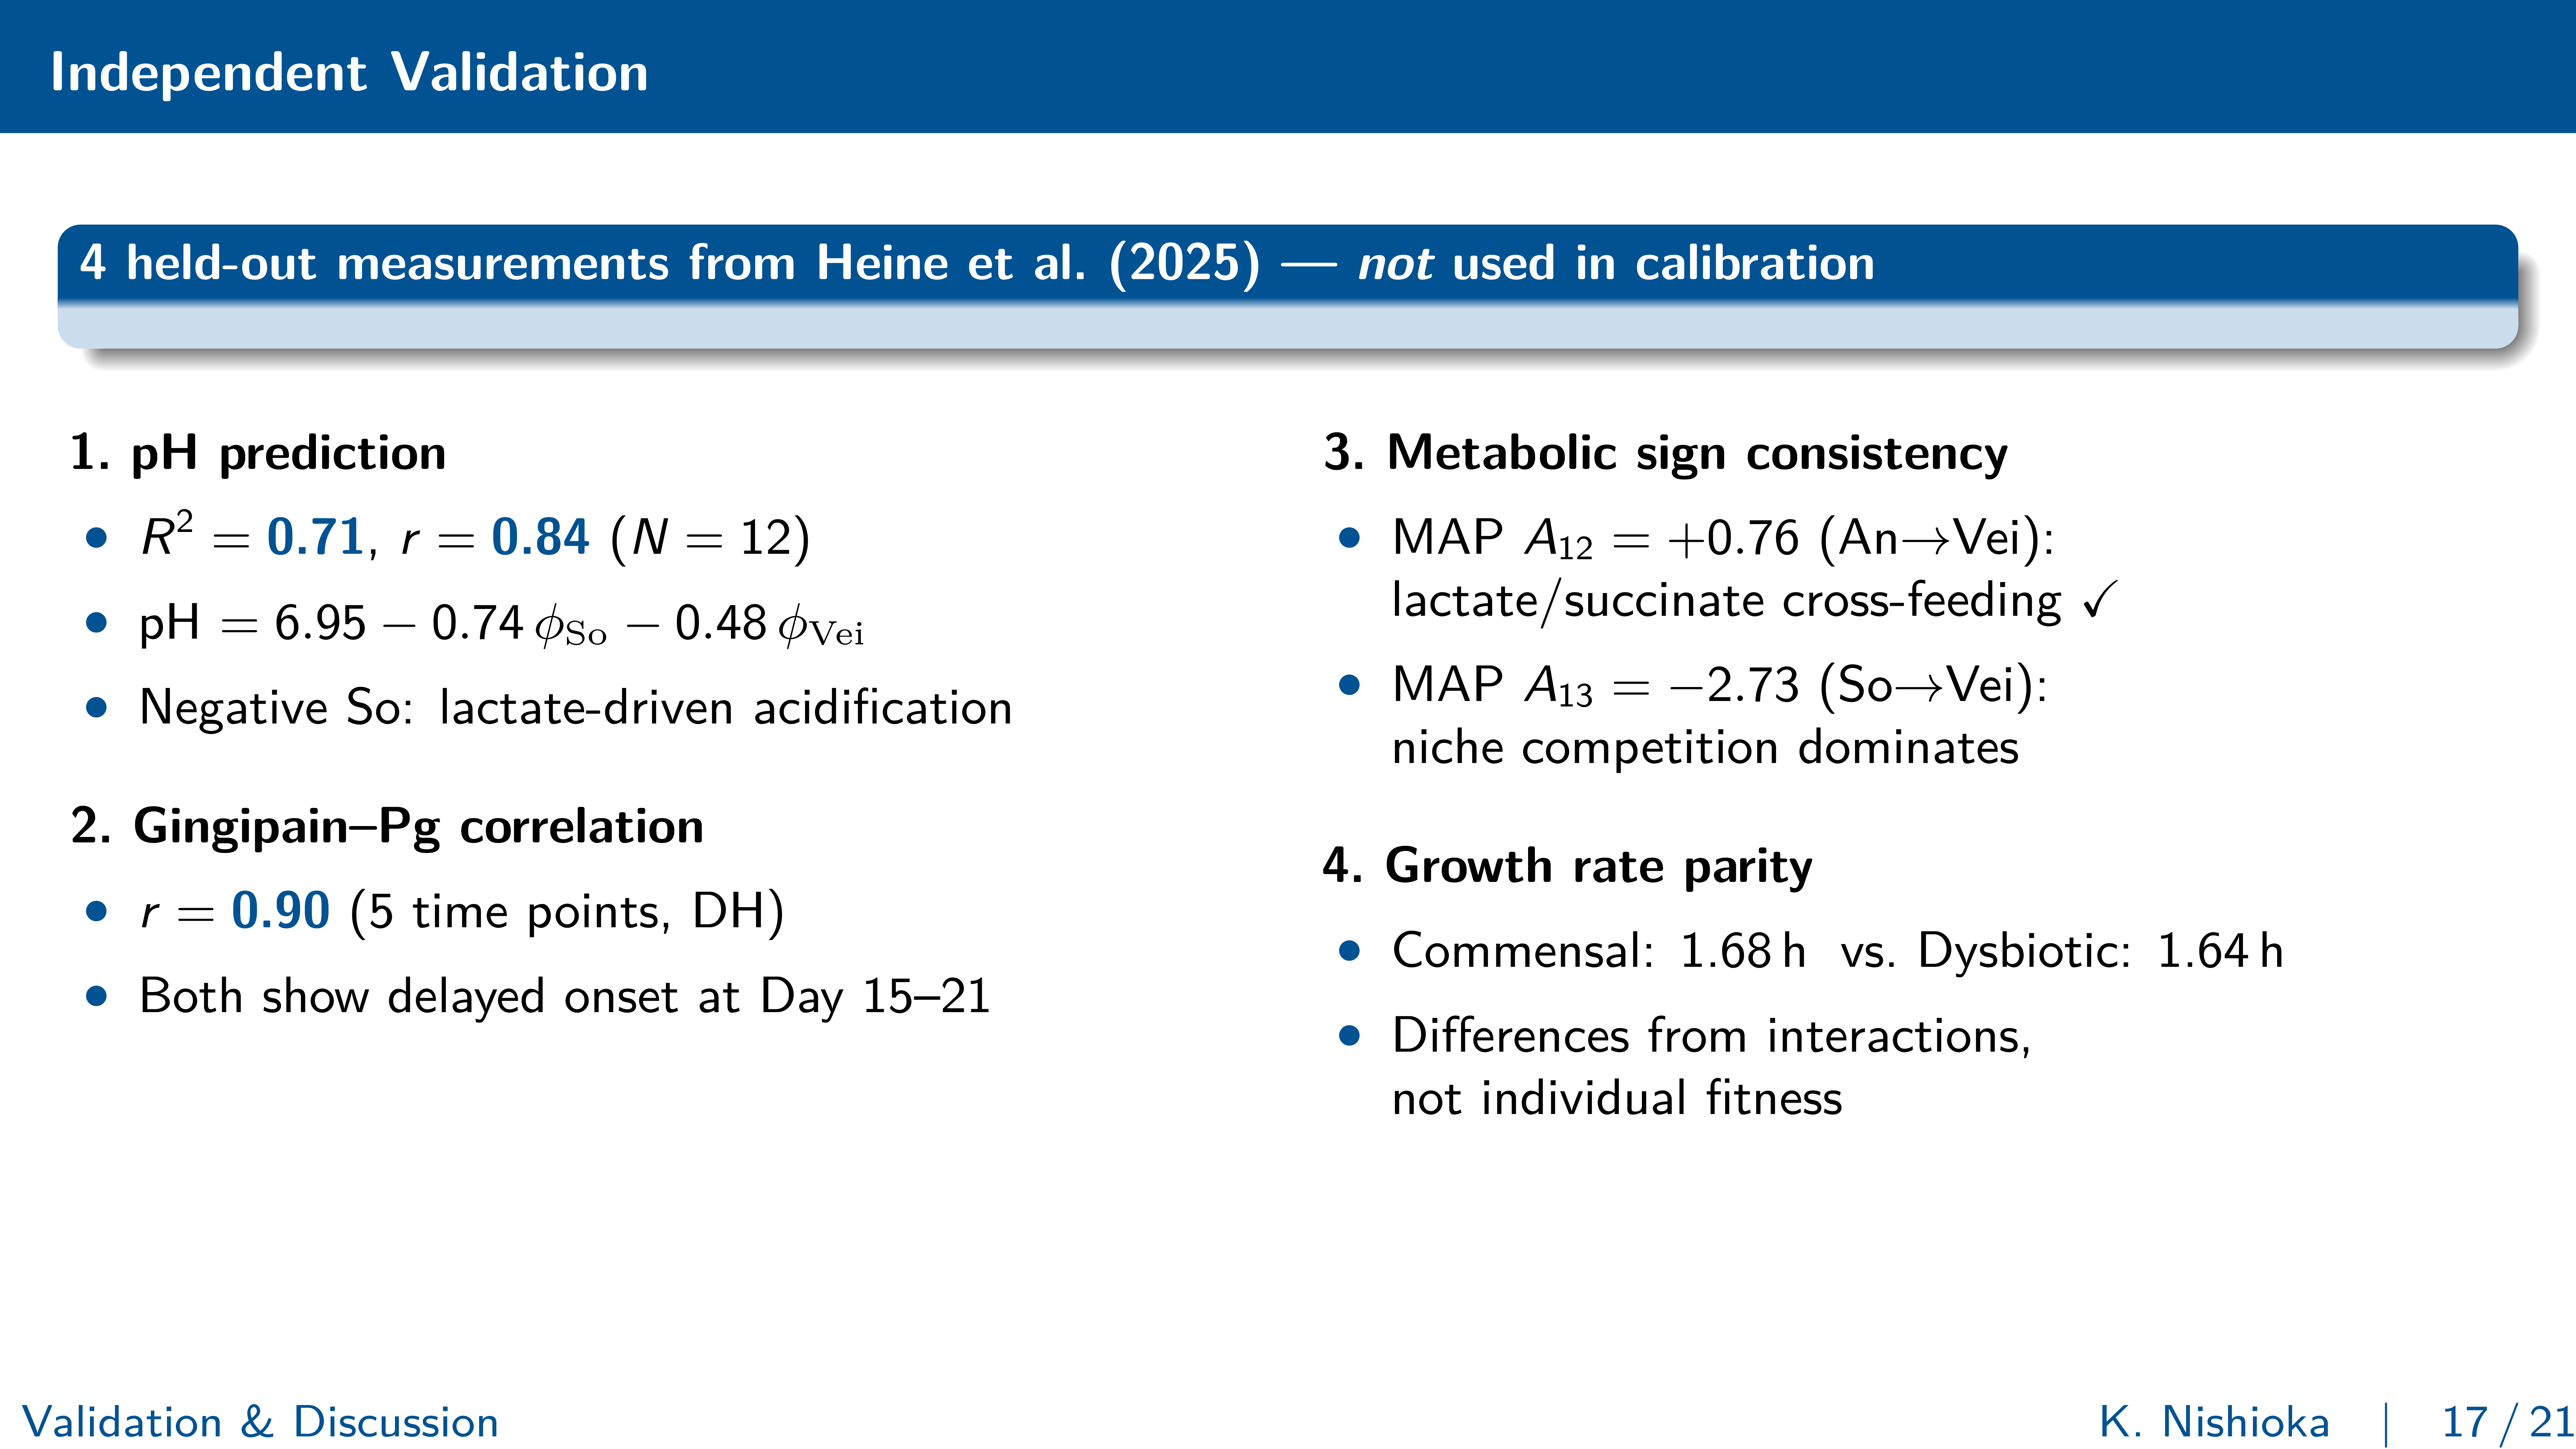 Independent Validation
4 held-out measurements from Heine et al. (2025) — not used in calibration
1. pH prediction
• R² = 0.71, r = 0.84 (N = 12)
• pH = 6.95 − 0.74 ϕ_So − 0.48 ϕ_Vei
• Negative So: lactate-driven acidification
2. Gingipain–Pg correlation
• r = 0.90 (5 time points, DH)
• Both show delayed onset at Day 15–21
3. Metabolic sign consistency
• MAP A₁₂ = +0.76 (An→Vei):
lactate/succinate cross-feeding ✓
• MAP A₁₃ = −2.73 (So→Vei):
niche competition dominates
4. Growth rate parity
• Commensal: 1.68 h vs. Dysbiotic: 1.64 h
• Differences from interactions,
not individual fitness
Validation & Discussion
K. Nishioka | 17 / 21